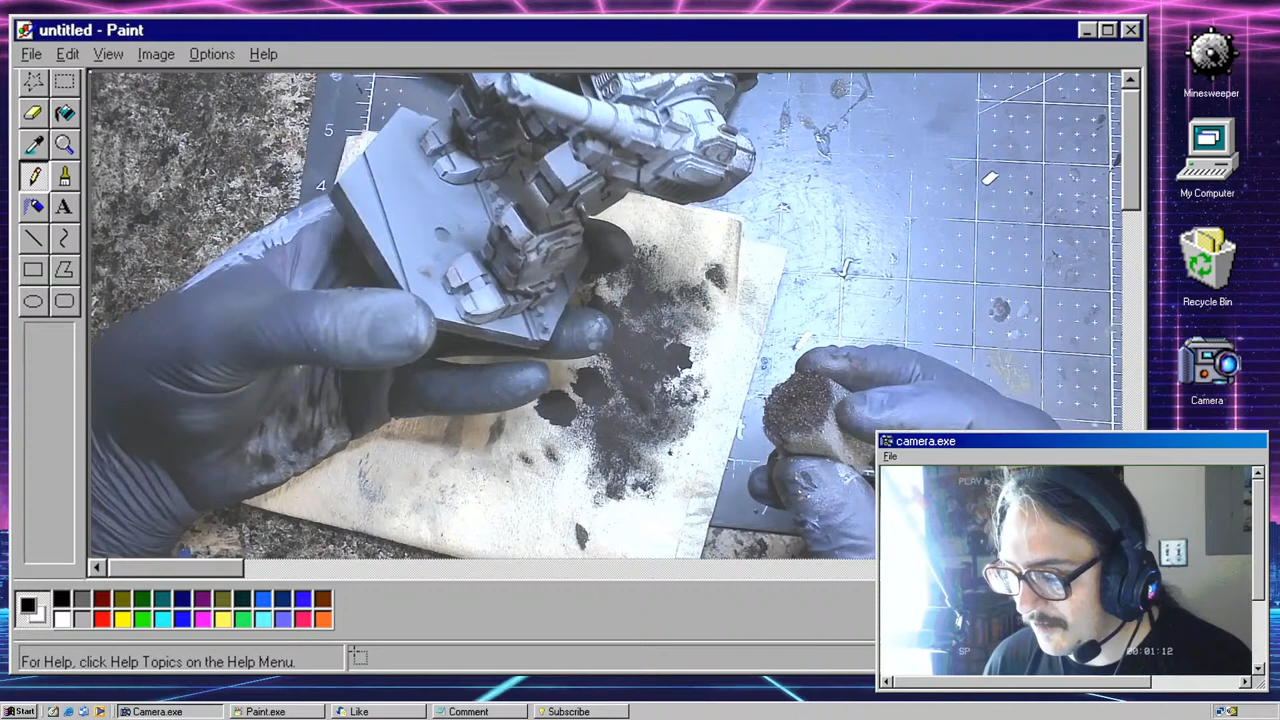 untitled - Paint
File Edit View Image Options Help
5
4
A
Minesweeper
My Computer
Recycle Bin
Camera
camera.exe
File
PLAY
SP
00:01:12
For Help, click Help Topics on the Help Menu.
Start
Camera.exe
Paint.exe
Like
Comment
Subscribe